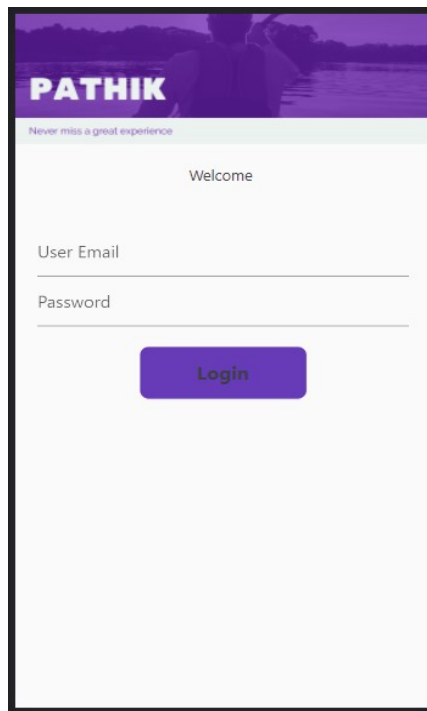 PATHIK
Never miss a great experience
Welcome
User Email
Password
Login